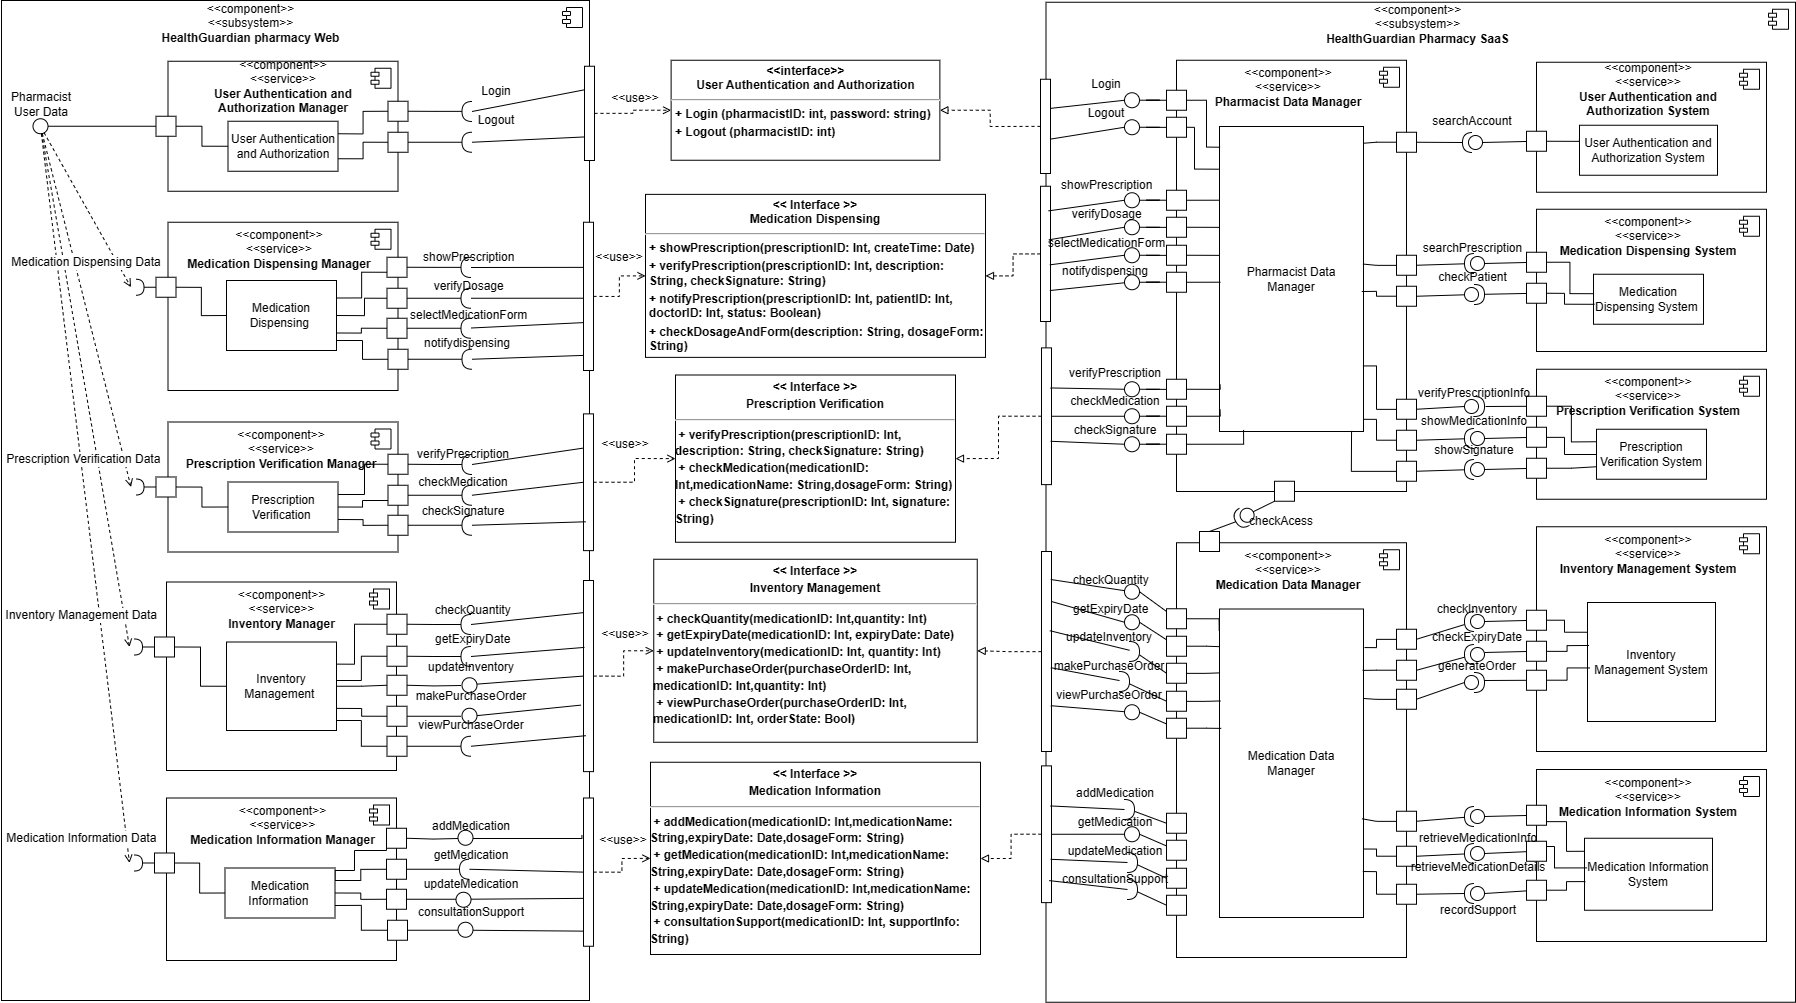 <<component>>
<<subsystem>>
HealthGuardian pharmacy Web
Pharmacist
User Data
<<component>>
<<service>>
User Authentication and
Authorization Manager
User Authentication
and Authorization
Login
Logout
Medication Dispensing Data
<<component>>
<<service>>
Medication Dispensing Manager
Medication
Dispensing
showPrescription
verifyDosage
selectMedicationForm
notifydispensing
Prescription Verification Data
<<component>>
<<service>>
Prescription Verification Manager
Prescription
Verification
verifyPrescription
checkMedication
checkSignature
Inventory Management Data
<<component>>
<<service>>
Inventory Manager
Inventory
Management
checkQuantity
getExpiryDate
updateInventory
makePurchaseOrder
viewPurchaseOrder
Medication Information Data
<<component>>
<<service>>
Medication Information Manager
Medication
Information
addMedication
getMedication
updateMedication
consultationSupport
<<use>>
<<interface>>
User Authentication and Authorization
+ Login (pharmacistID: int, password: string)
+ Logout (pharmacistID: int)
<<use>>
<< Interface >>
Medication Dispensing
+ showPrescription(prescriptionID: Int, createTime: Date)
+ verifyPrescription(prescriptionID: Int, description:
String, checkSignature: String)
+ notifyPrescription(prescriptionID: Int, patientID: Int,
doctorID: Int, status: Boolean)
+ checkDosageAndForm(description: String, dosageForm:
String)
<<use>>
<< Interface >>
Prescription Verification
+ verifyPrescription(prescriptionID: Int,
description: String, checkSignature: String)
+ checkMedication(medicationID:
Int,medicationName: String,dosageForm: String)
+ checkSignature(prescriptionID: Int, signature:
String)
<<use>>
<< Interface >>
Inventory Management
+ checkQuantity(medicationID: Int,quantity: Int)
+ getExpiryDate(medicationID: Int, expiryDate: Date)
+ updateInventory(medicationID: Int, quantity: Int)
+ makePurchaseOrder(purchaseOrderID: Int,
medicationID: Int,quantity: Int)
+ viewPurchaseOrder(purchaseOrderID: Int,
medicationID: Int, orderState: Bool)
<<use>>
<< Interface >>
Medication Information
+ addMedication(medicationID: Int,medicationName:
String,expiryDate: Date,dosageForm: String)
+ getMedication(medicationID: Int,medicationName:
String,expiryDate: Date,dosageForm: String)
+ updateMedication(medicationID: Int,medicationName:
String,expiryDate: Date,dosageForm: String)
+ consultationSupport(medicationID: Int, supportInfo:
String)
<<component>>
<<subsystem>>
HealthGuardian Pharmacy SaaS
Login
Logout
showPrescription
verifyDosage
selectMedicationForm
notifydispensing
verifyPrescription
checkMedication
checkSignature
<<component>>
<<service>>
Pharmacist Data Manager
Pharmacist Data
Manager
checkAcess
checkQuantity
getExpiryDate
updateInventory
makePurchaseOrder
viewPurchaseOrder
addMedication
getMedication
updateMedication
consultationSupport
<<component>>
<<service>>
Medication Data Manager
Medication Data
Manager
searchAccount
<<component>>
<<service>>
User Authentication and
Authorization System
User Authentication and
Authorization System
searchPrescription
checkPatient
<<component>>
<<service>>
Medication Dispensing System
Medication
Dispensing System
verifyPrescriptionInfo
showMedicationInfo
showSignature
<<component>>
<<service>>
Prescription Verification System
Prescription
Verification System
checkInventory
checkExpiryDate
generateOrder
<<component>>
<<service>>
Inventory Management System
Inventory
Management System
retrieveMedicationInfo
retrieveMedicationDetails
recordSupport
<<component>>
<<service>>
Medication Information System
Medication Information
System